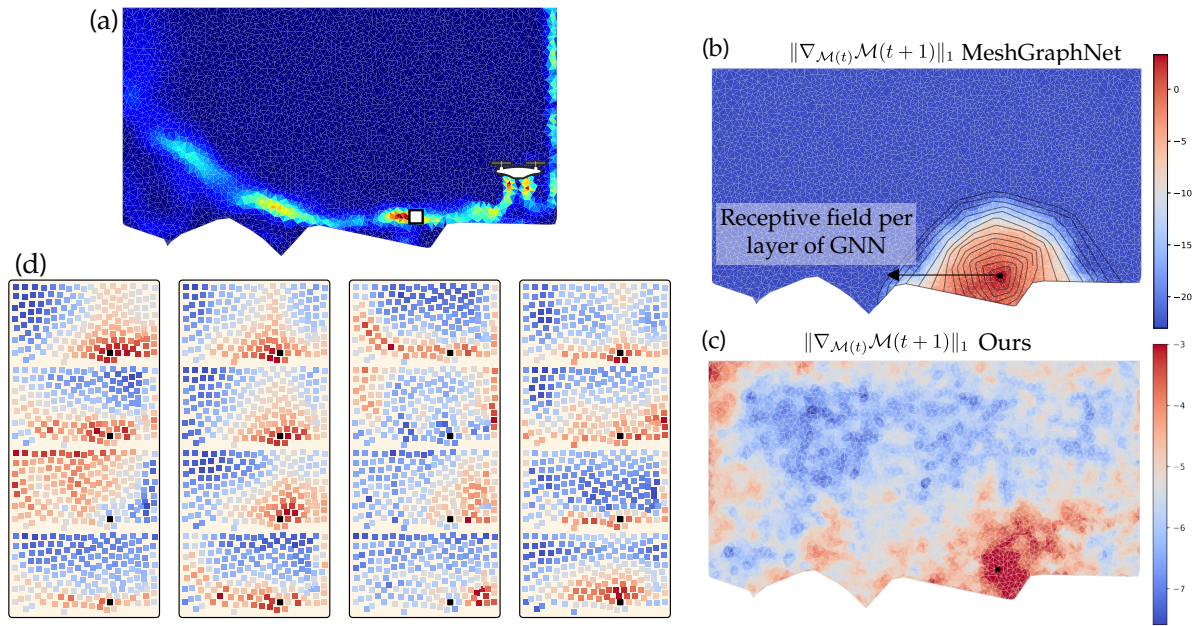 (a)
(b)
‖∇𝓜(t)𝓜(t + 1)‖₁ MeshGraphNet
0
−5
−10
−15
−20
Receptive field per
layer of GNN
(c)
‖∇𝓜(t)𝓜(t + 1)‖₁ Ours
−3
−4
−5
−6
−7
(d)